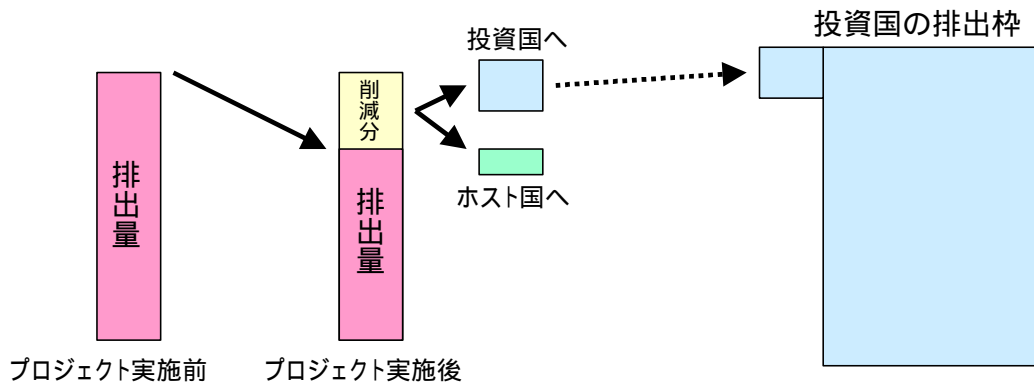 投資国の排出枠
投資国へ
削減分
排出量
排出量
ホスト国へ
プロジェクト実施前
プロジェクト実施後